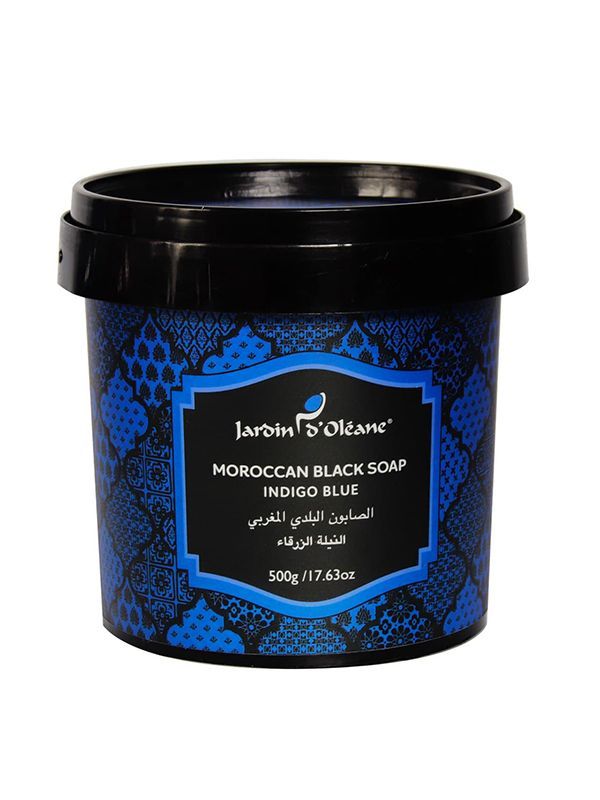 Jardin d'Oléane®
MOROCCAN BLACK SOAP
INDIGO BLUE
الصابون البلدي المغربي
النيلة الزرقاء
500g /17.63oz